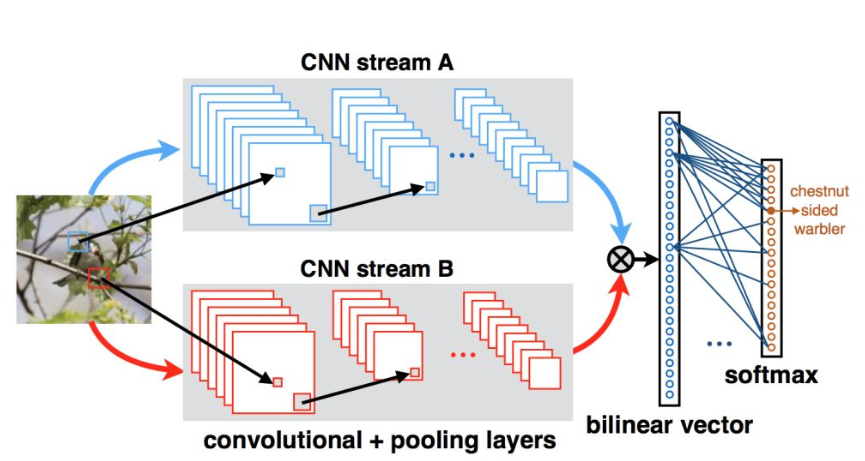 CNN stream A
chestnut
sided
warbler
CNN stream B
softmax
bilinear vector
convolutional + pooling layers